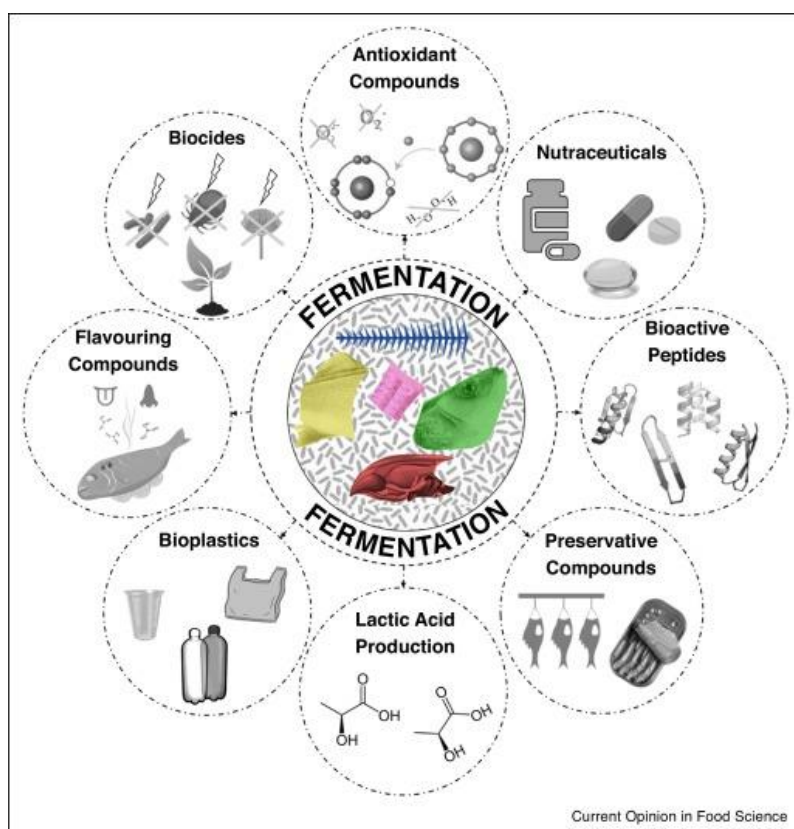 Antioxidant
Compounds
Biocides
Nutraceuticals
FERMENTATION
Flavouring
Compounds
Bioactive
Peptides
FERMENTATION
Bioplastics
Preservative
Compounds
Lactic Acid
Production
O
OH
OH
O
OH
OH
Current Opinion in Food Science